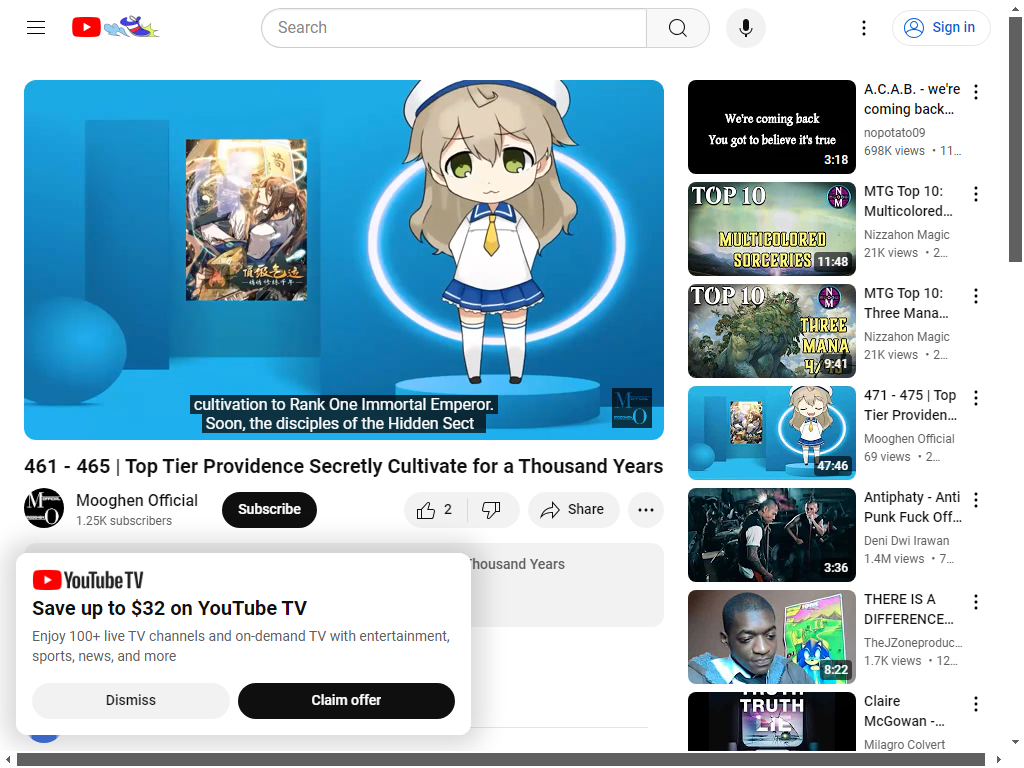 Search
Sign in
cultivation to Rank One Immortal Emperor.
Soon, the disciples of the Hidden Sect
461 - 465 | Top Tier Providence Secretly Cultivate for a Thousand Years
Mooghen Official
1.25K subscribers
Subscribe
2
Share
Thousand Years
YouTube TV
Save up to $32 on YouTube TV
Enjoy 100+ live TV channels and on-demand TV with entertainment,
sports, news, and more
Dismiss
Claim offer
We're coming back
You got to believe it's true
3:18
A.C.A.B. - we're
coming back...
nopotato09
698K views • 11...
TOP 10
MULTICOLORED
SORCERIES
11:48
MTG Top 10:
Multicolored...
Nizzahon Magic
21K views • 2...
TOP 10
THREE
MANA
4/4S
9:41
MTG Top 10:
Three Mana...
Nizzahon Magic
21K views • 2...
47:46
471 - 475 | Top
Tier Providen...
Mooghen Official
69 views • 2...
3:36
Antiphaty - Anti
Punk Fuck Off...
Deni Dwi Irawan
1.4M views • 7...
8:22
THERE IS A
DIFFERENCE...
TheJZoneproduc...
1.7K views • 12...
TRUTH
TRUTH
LIE
Claire
McGowan -...
Milagro Colvert